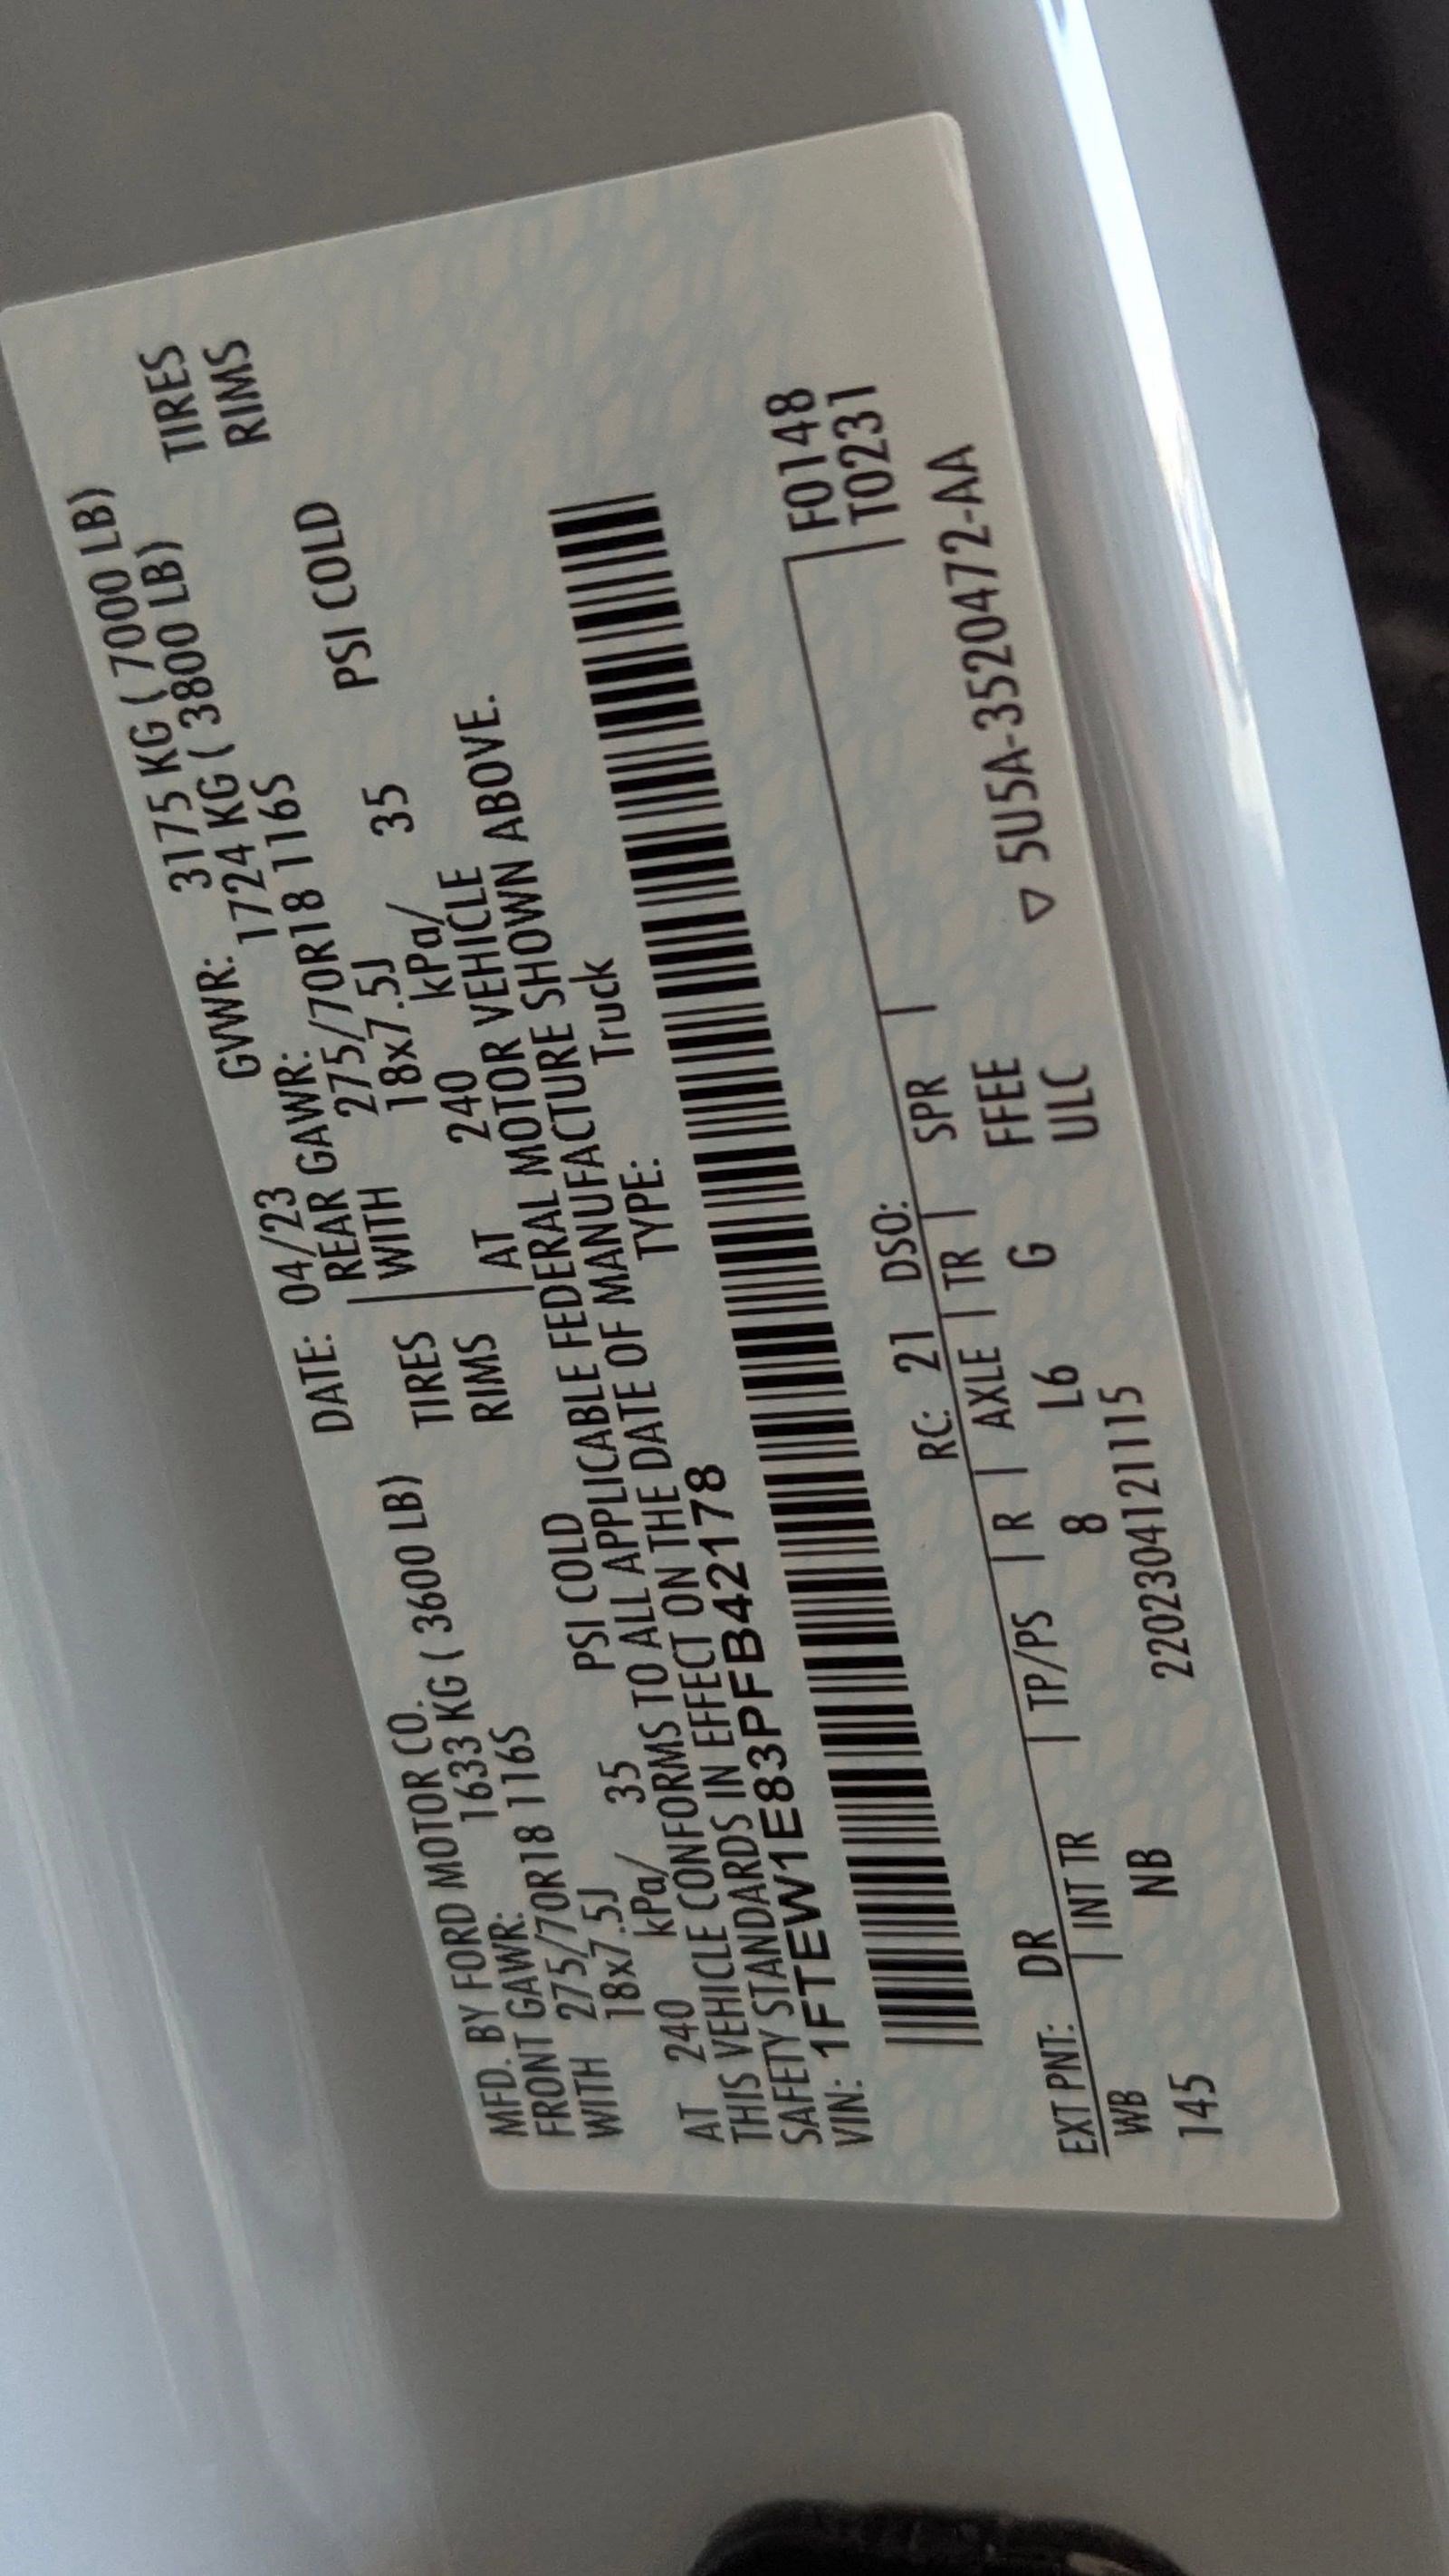 MFD. BY FORD MOTOR CO.
DATE: 04/23 GVWR: 3175 KG ( 7000 LB)
FRONT GAWR: 1633 KG ( 3600 LB) REAR GAWR: 1724 KG ( 3800 LB)
WITH 275/70R18 116S TIRES WITH 275/70R18 116S TIRES
18x7.5J RIMS 18x7.5J RIMS
AT 240 kPa/ 35 PSI COLD AT 240 kPa/ 35 PSI COLD
THIS VEHICLE CONFORMS TO ALL APPLICABLE FEDERAL MOTOR VEHICLE
SAFETY STANDARDS IN EFFECT ON THE DATE OF MANUFACTURE SHOWN ABOVE.
VIN: 1FTEW1E83PFB42178 TYPE: Truck
F0148
T0231
EXT PNT: DR RC: 21 DSO:
WB INT TR TP/PS R AXLE TR SPR
145 NB 8 L6 G FFEE
ULC
2202304121115
▽ 5U5A-3520472-AA